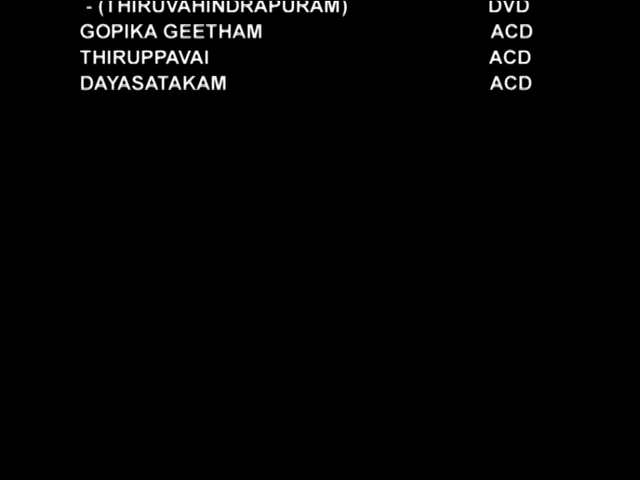 - (THIRUVAHINDRAPURAM) DVD
GOPIKA GEETHAM ACD
THIRUPPAVAI ACD
DAYASATAKAM ACD